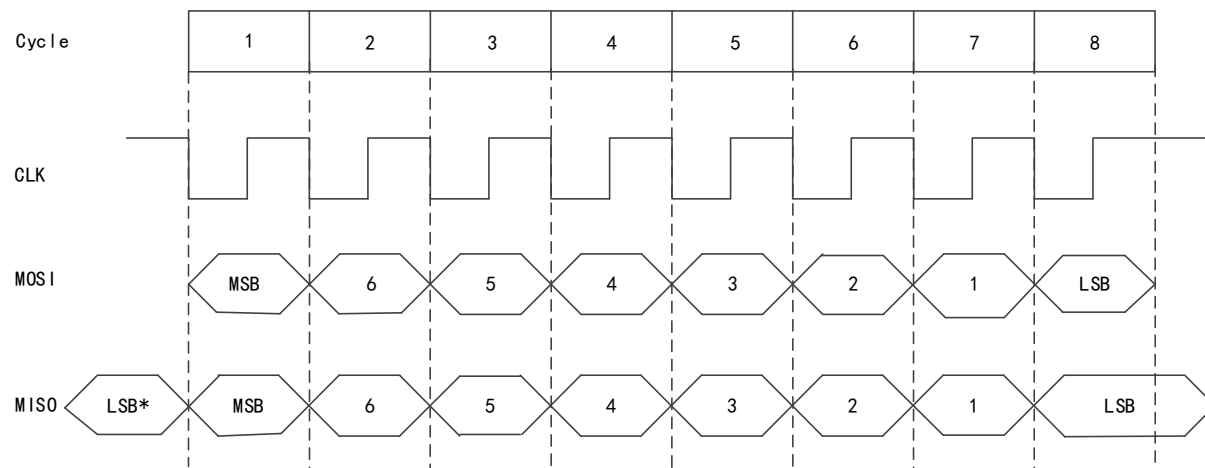 Cycle 1 2 3 4 5 6 7 8
CLK
MOSI MSB 6 5 4 3 2 1 LSB
MISO LSB* MSB 6 5 4 3 2 1 LSB